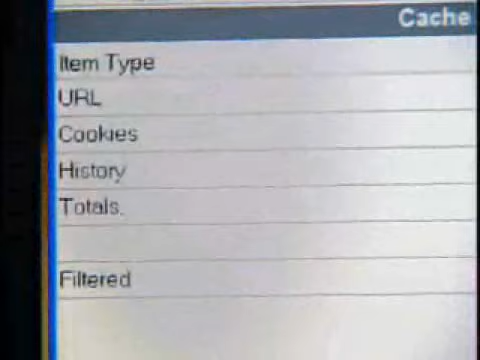 Cache
Item Type
URL
Cookies
History
Totals.
Filtered